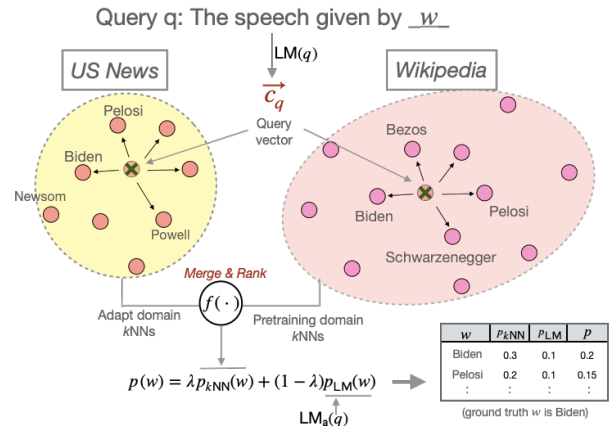 Query q: The speech given by _w_
LM(q)
US News
Wikipedia
c_q
Query
vector
Pelosi
Biden
Newsom
Powell
Bezos
Biden
Pelosi
Schwarzenegger
Merge & Rank
f(·)
Adapt domain
kNNs
Pretraining domain
kNNs
p(w) = λp_kNN(w) + (1 − λ)p_LM(w)
LM_a(q)
w p_kNN p_LM p
Biden 0.3 0.1 0.2
Pelosi 0.2 0.1 0.15
⋮ ⋮ ⋮ ⋮
(ground truth w is Biden)